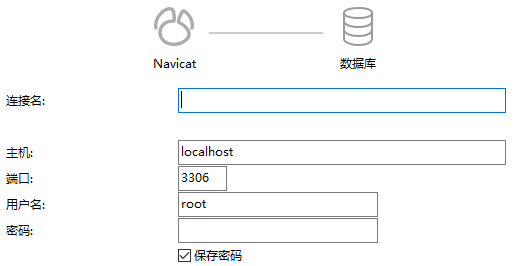 Navicat 数据库
连接名:
主机: localhost
端口: 3306
用户名: root
密码:
保存密码